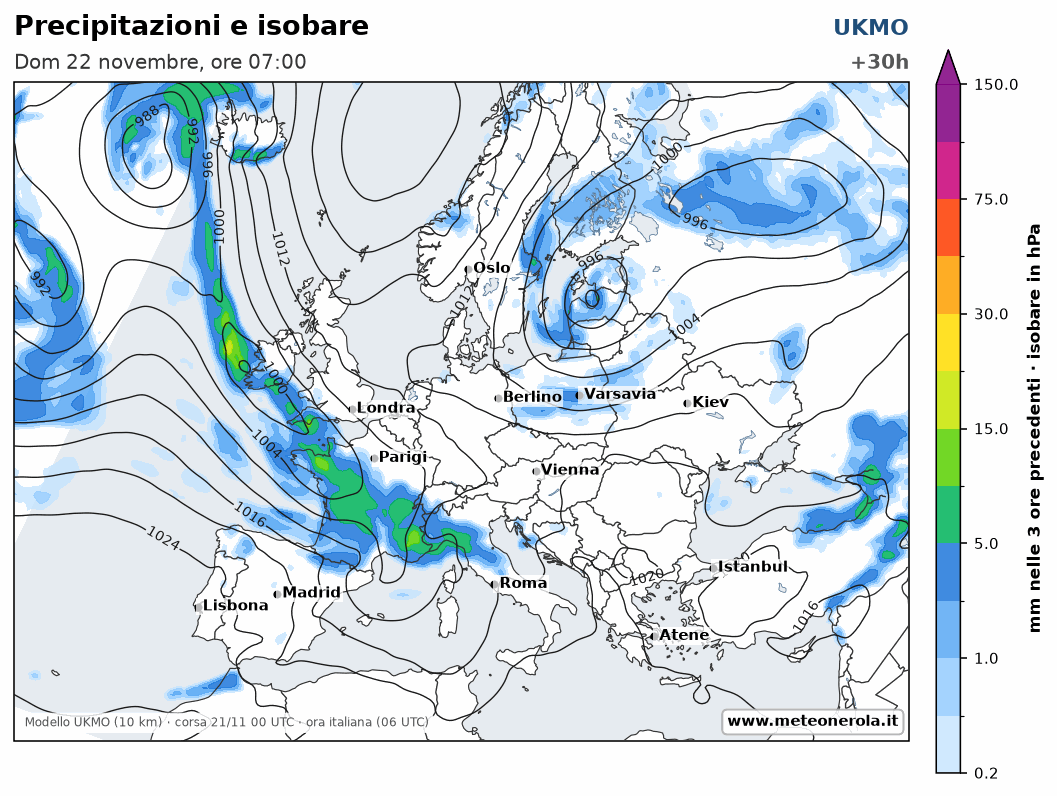 Precipitazioni e isobare
UKMO
Dom 22 novembre, ore 07:00
+30h
150.0
75.0
30.0
15.0
5.0
1.0
0.2
mm nelle 3 ore precedenti · isobare in hPa
988
992
996
1000
1012
992
1000
996
996
1012
1004
1000
1004
1016
1024
1020
1016
Oslo
Londra
Berlino
Varsavia
Kiev
Parigi
Vienna
Istanbul
Roma
Madrid
Lisbona
Atene
Modello UKMO (10 km) · corsa 21/11 00 UTC · ora italiana (06 UTC)
www.meteonerola.it